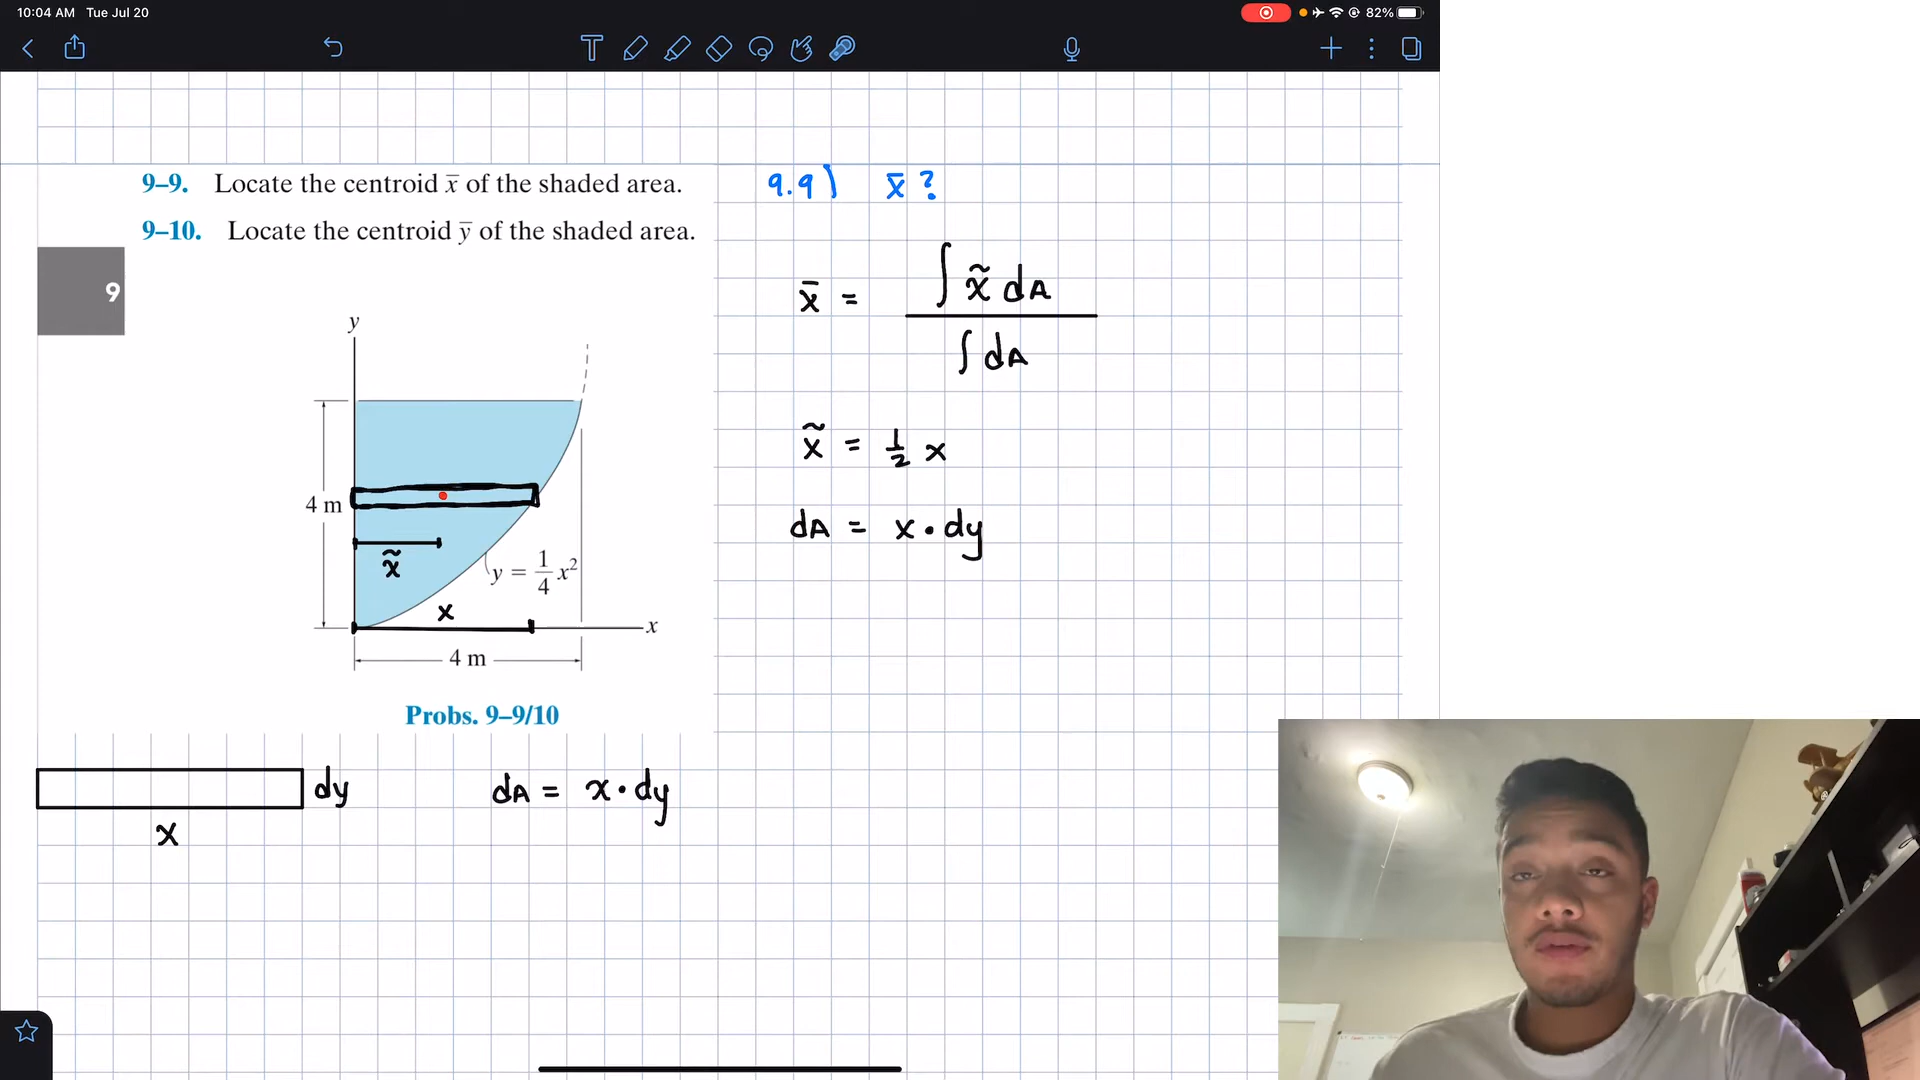 10:04 AM Tue Jul 20
82%
9–9. Locate the centroid x̅ of the shaded area.
9–10. Locate the centroid y̅ of the shaded area.
9
y
4 m
x̃
y = 1/4 x²
x
x
4 m
Probs. 9–9/10
dy
x
dA = x · dy
9.9) x̅ ?
x̅ = ∫ x̃ dA / ∫ dA
x̃ = 1/2 x
dA = x · dy